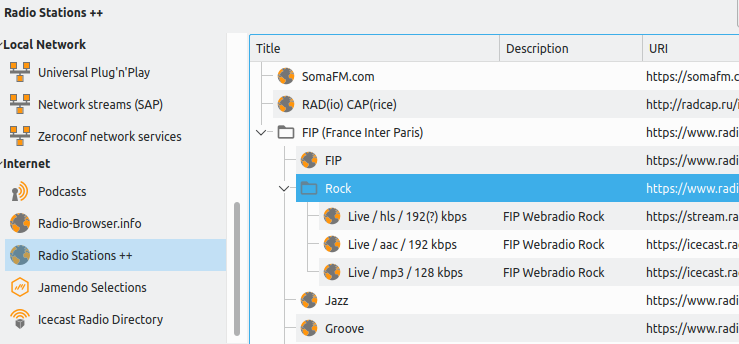 Radio Stations ++
Local Network
Universal Plug'n'Play
Network streams (SAP)
Zeroconf network services
Internet
Podcasts
Radio-Browser.info
Radio Stations ++
Jamendo Selections
Icecast Radio Directory
Title Description URI
SomaFM.com https://somafm.c
RAD(io) CAP(rice) http://radcap.ru/i
FIP (France Inter Paris) https://www.radi
FIP https://www.radi
Rock https://www.radi
Live / hls / 192(?) kbps FIP Webradio Rock https://stream.ra
Live / aac / 192 kbps FIP Webradio Rock https://icecast.ra
Live / mp3 / 128 kbps FIP Webradio Rock https://icecast.ra
Jazz https://www.radi
Groove https://www.radi